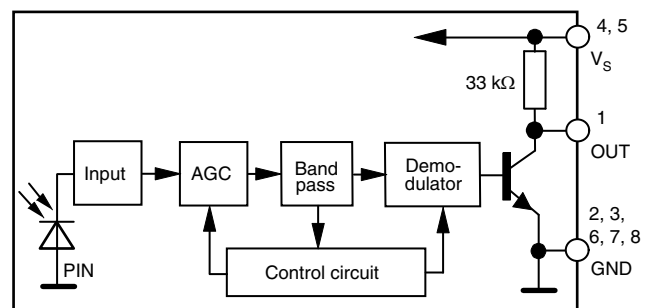 4, 5
V_S
33 kΩ
1
OUT
Input
AGC
Band
pass
Demo-
dulator
2, 3,
6, 7, 8
GND
PIN
Control circuit